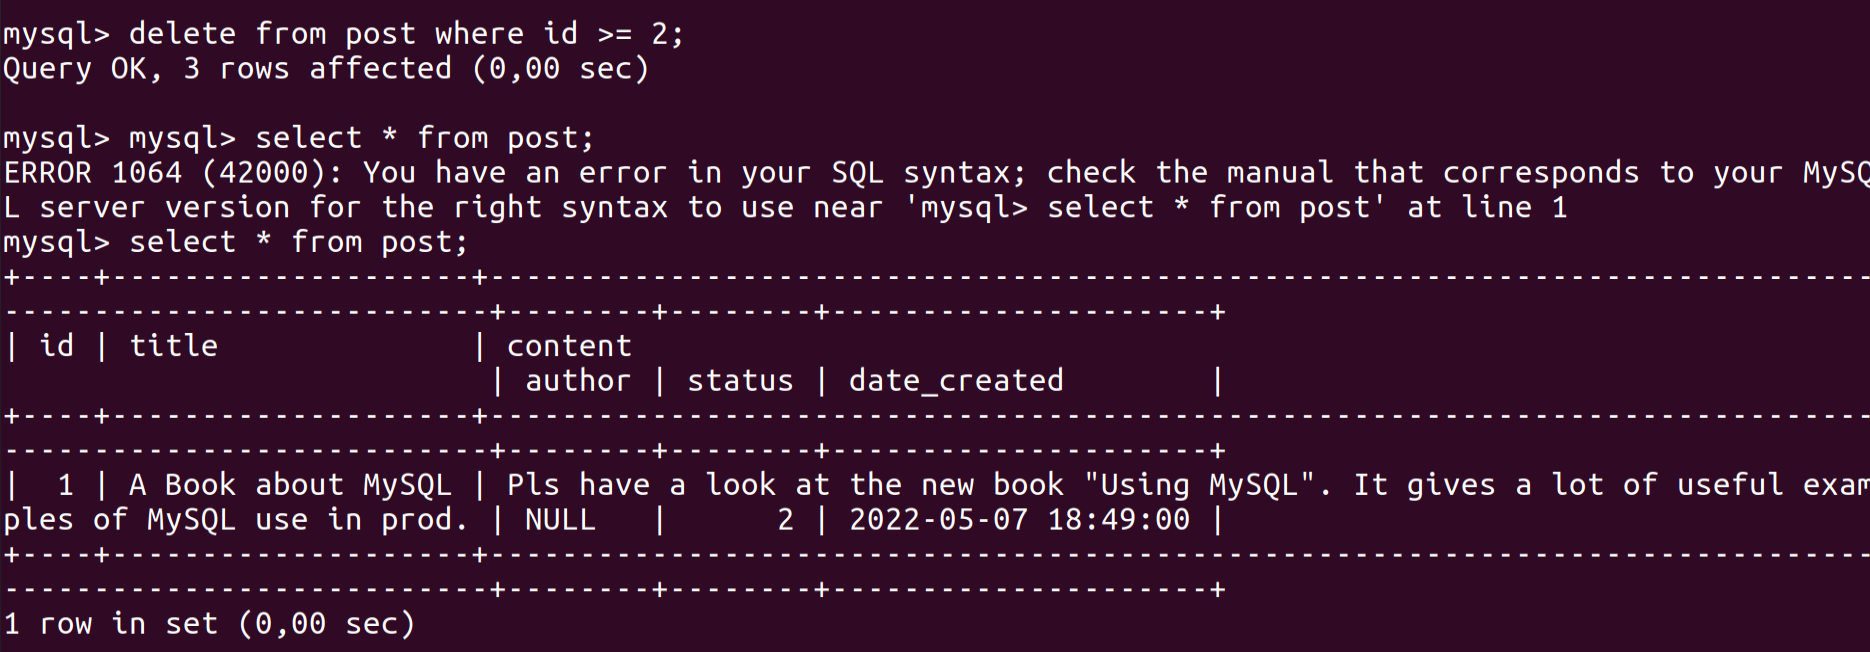 mysql> delete from post where id >= 2;
Query OK, 3 rows affected (0,00 sec)

mysql> mysql> select * from post;
ERROR 1064 (42000): You have an error in your SQL syntax; check the manual that corresponds to your MySQ
L server version for the right syntax to use near 'mysql> select * from post' at line 1
mysql> select * from post;
+----+--------------------+-----------------------------------------------------------------------------
---------------------------+--------+--------+---------------------+
| id | title              | content
                           | author | status | date_created        |
+----+--------------------+-----------------------------------------------------------------------------
---------------------------+--------+--------+---------------------+
|  1 | A Book about MySQL | Pls have a look at the new book "Using MySQL". It gives a lot of useful exam
ples of MySQL use in prod. | NULL   |      2 | 2022-05-07 18:49:00 |
+----+--------------------+-----------------------------------------------------------------------------
---------------------------+--------+--------+---------------------+
1 row in set (0,00 sec)